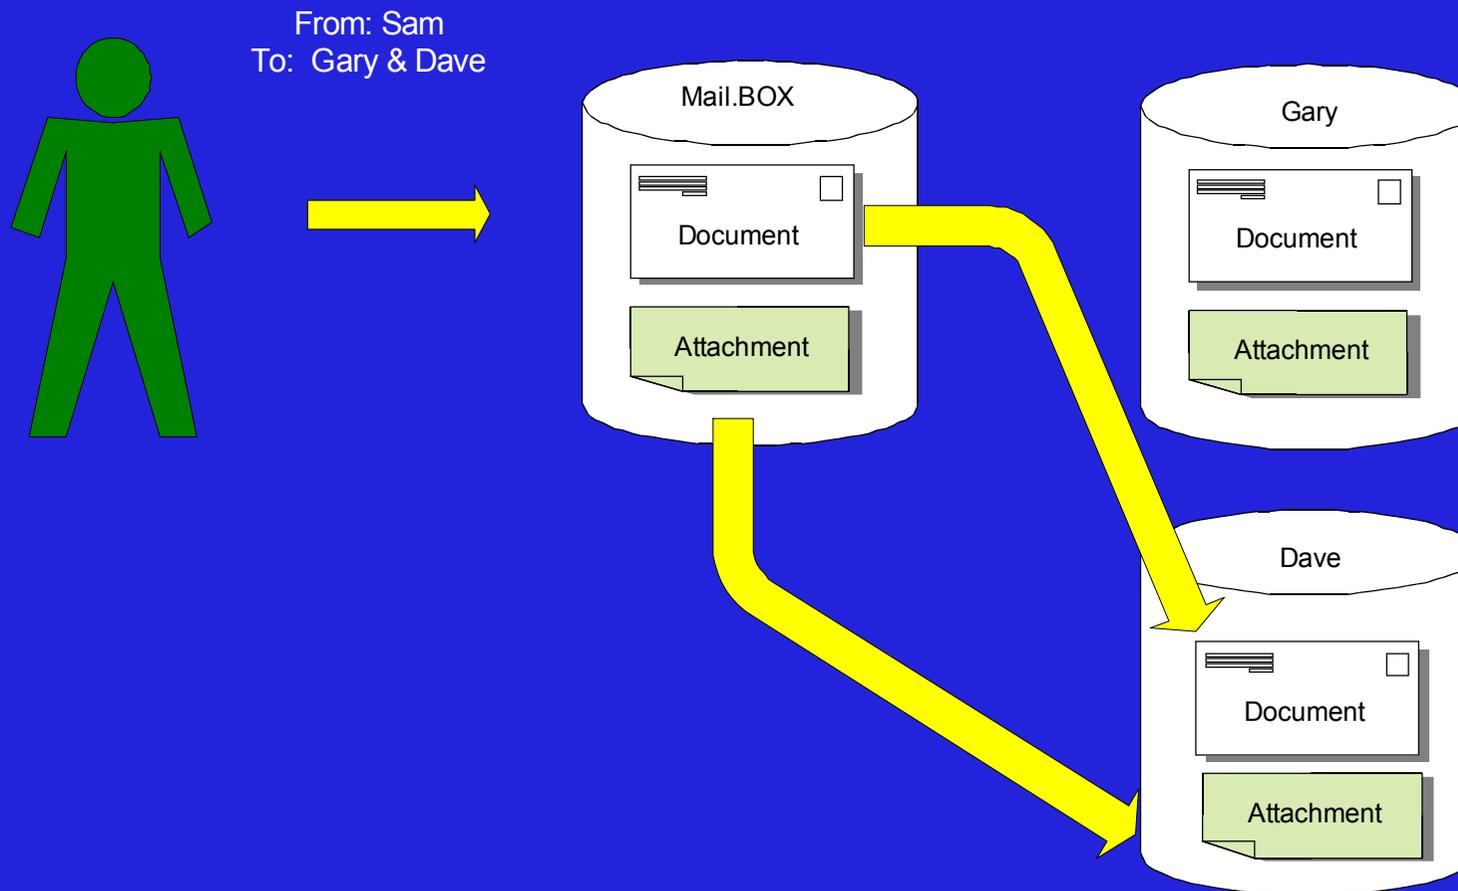 From: Sam
To: Gary & Dave
Mail.BOX
Document
Attachment
Gary
Document
Attachment
Dave
Document
Attachment